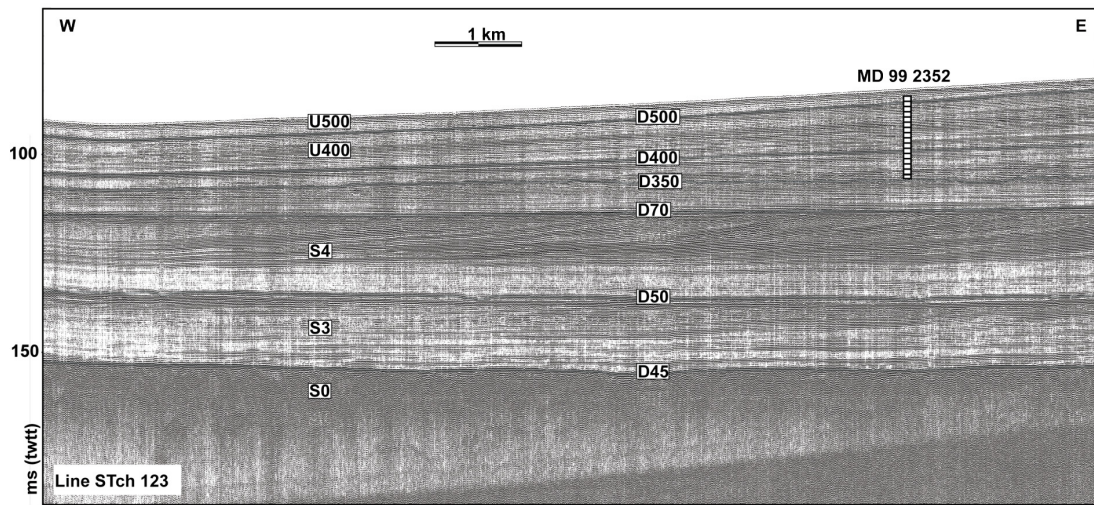 W
E
1 km
MD 99 2352
U500
D500
U400
100
D400
D350
D70
S4
D50
S3
150
D45
S0
ms (twtt)
Line STch 123